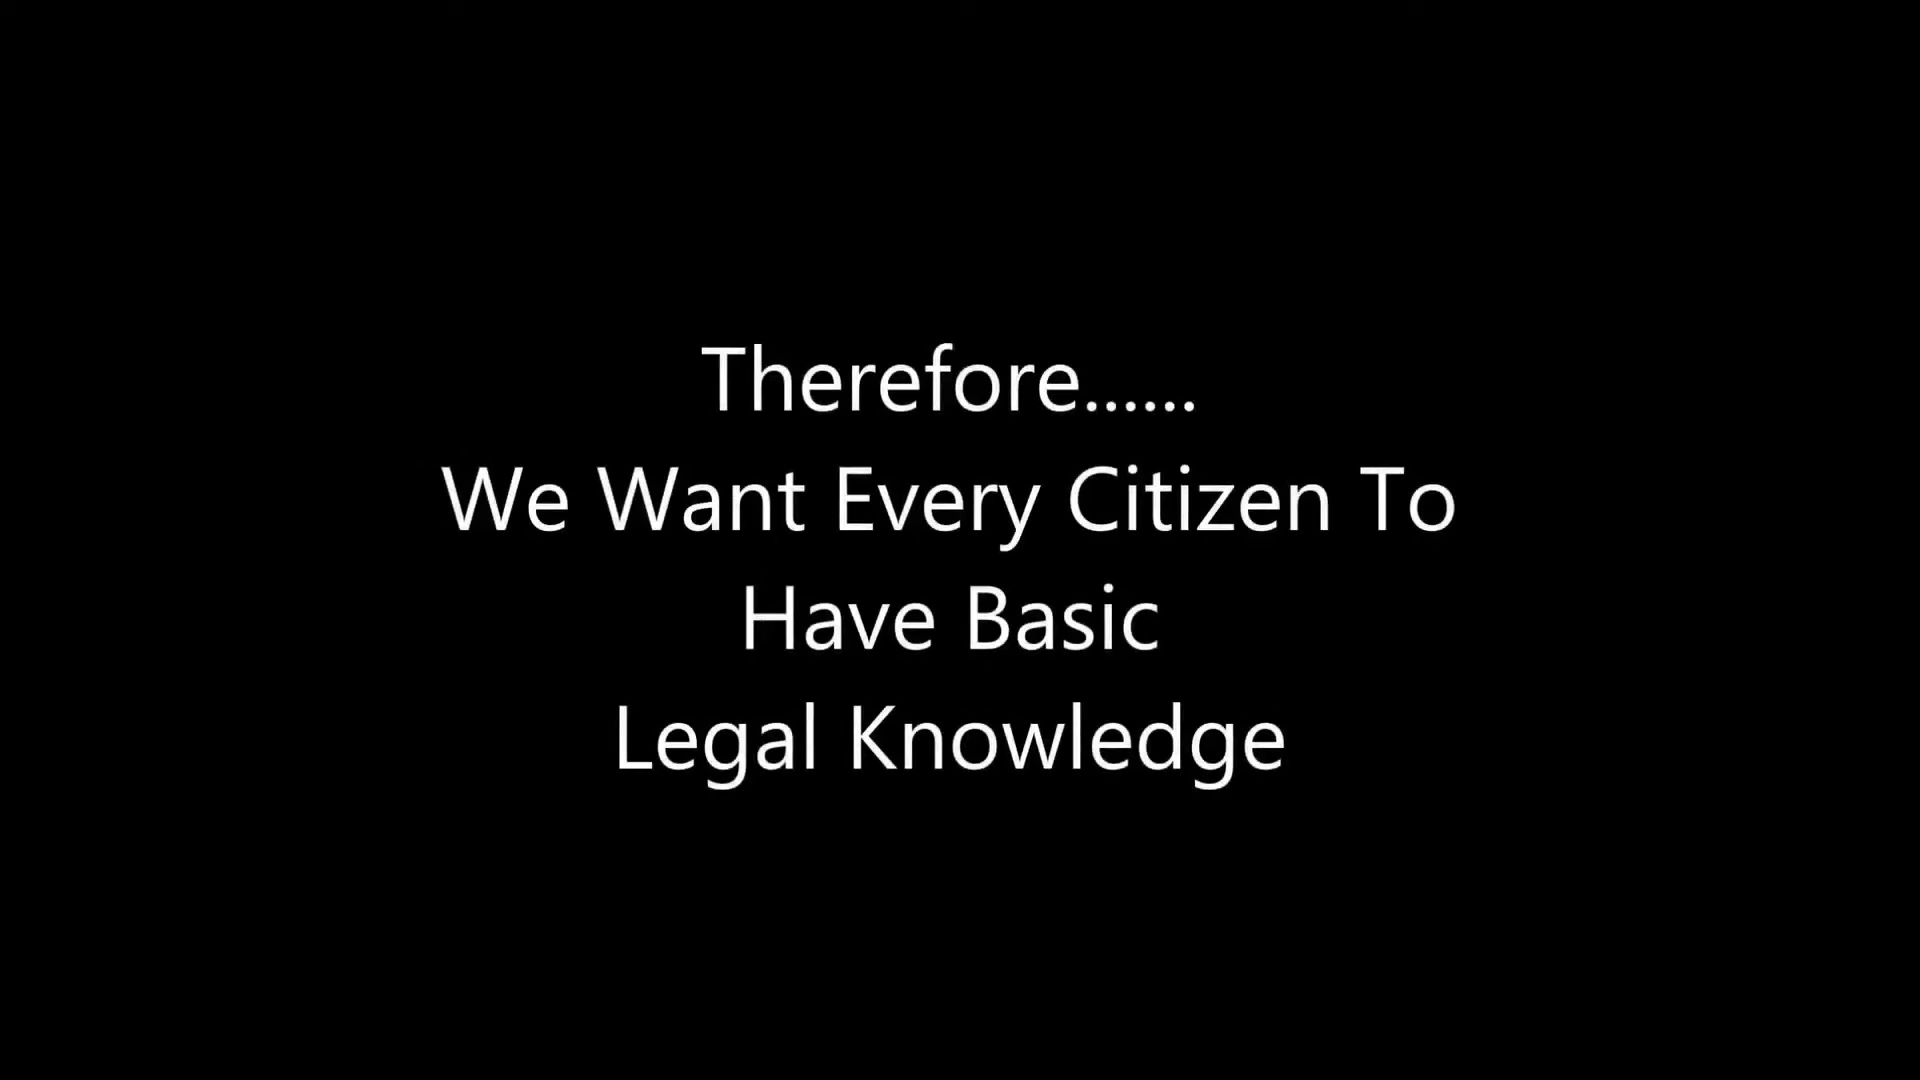 Therefore......
We Want Every Citizen To
Have Basic
Legal Knowledge